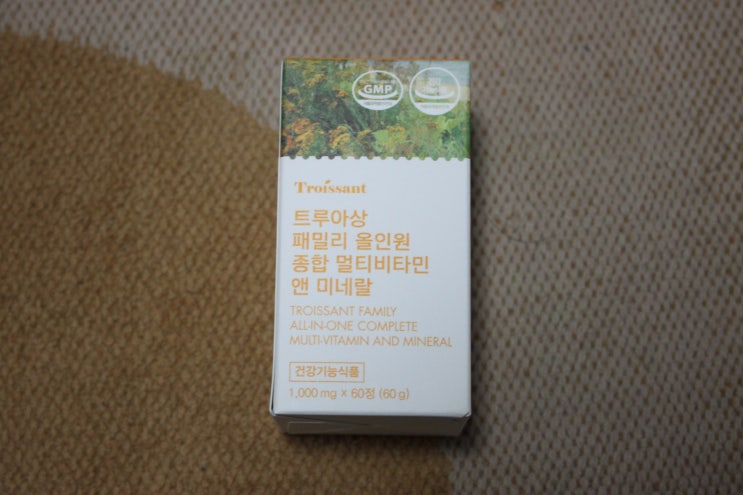 GMP
Troissant
트루아상
패밀리 올인원
종합 멀티비타민
앤 미네랄
TROISSANT FAMILY
ALL-IN-ONE COMPLETE
MULTI-VITAMIN AND MINERAL
건강기능식품
1,000 mg × 60정 (60 g)